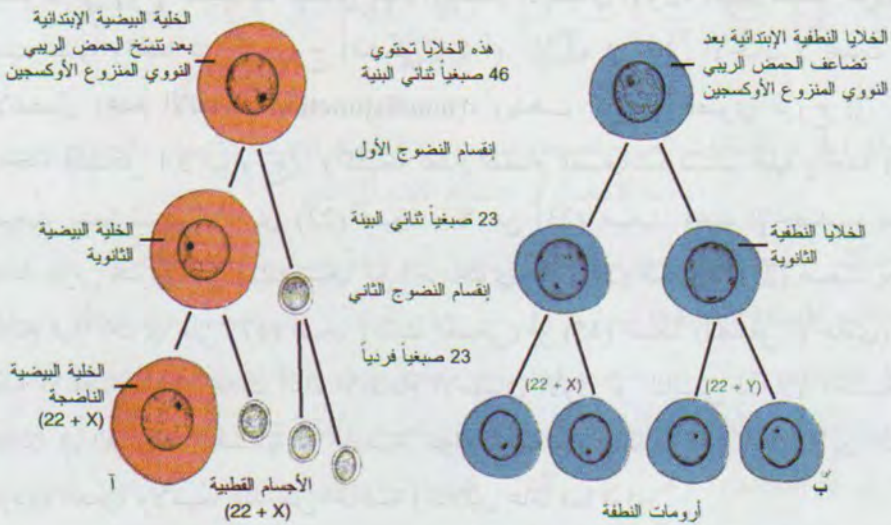 الخلايا النطفية الإبتدائية بعد
تضاعف الحمض الريبي
النووي المنزوع الأوكسجين
هذه الخلايا تحتوي
46 صبغياً ثنائي البنية
الخلية البيضية الإبتدائية
بعد تنسّخ الحمض الريبي
النووي المنزوع الأوكسجين
إنقسام النضوج الأول
الخلايا النطفية
الثانوية
23 صبغياً ثنائي البيئة
الخلية البيضية
الثانوية
إنقسام النضوج الثاني
23 صبغياً فردياً
(22 + Y)
(22 + X)
الخلية البيضية
الناضجة
(22 + X)
ب
أرومات النطفة
الأجسام القطبية
(22 + X)
آ